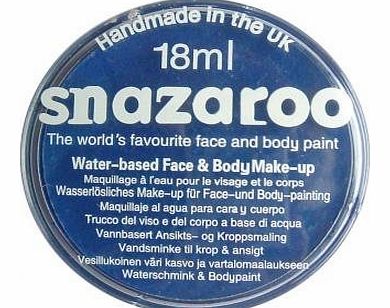 Handmade in the UK
18ml
snazaroo
The world's favourite face and body paint
Water-based Face & Body Make-up
Maquillage à l'eau pour le visage et le corps
Wasserlösliches Make-up für Face-und Body-painting
Maquillaje al agua para cara y cuerpo
Trucco del viso e del corpo a base di acqua
Vannbasert Ansikts- og Kroppsmaling
Vandsminke til krop & ansigt
Vesillukoinen väri kasvo ja vartalomaalaukseen
Waterschmink & Bodypaint